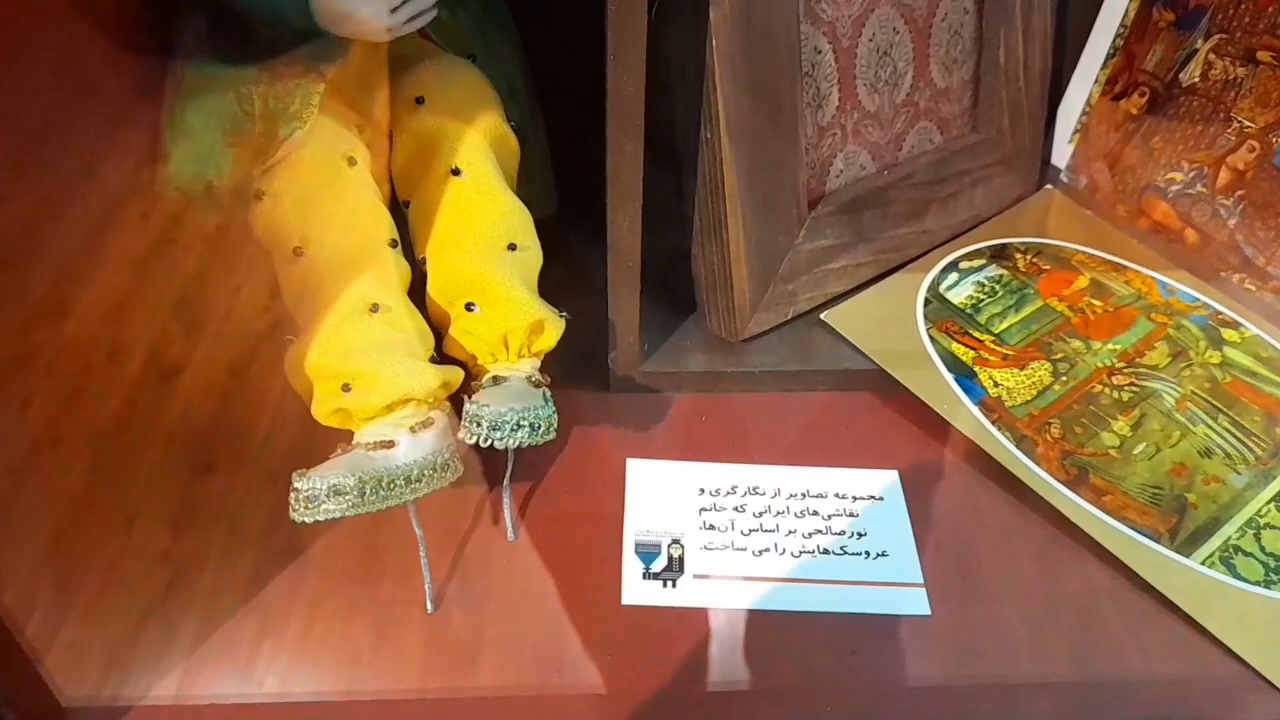 مجموعه تصاویر از نگارگری و
نقاشی‌های ایرانی که خانم
نورصالحی بر اساس آن‌ها،
عروسک‌هایش را می ساخت.